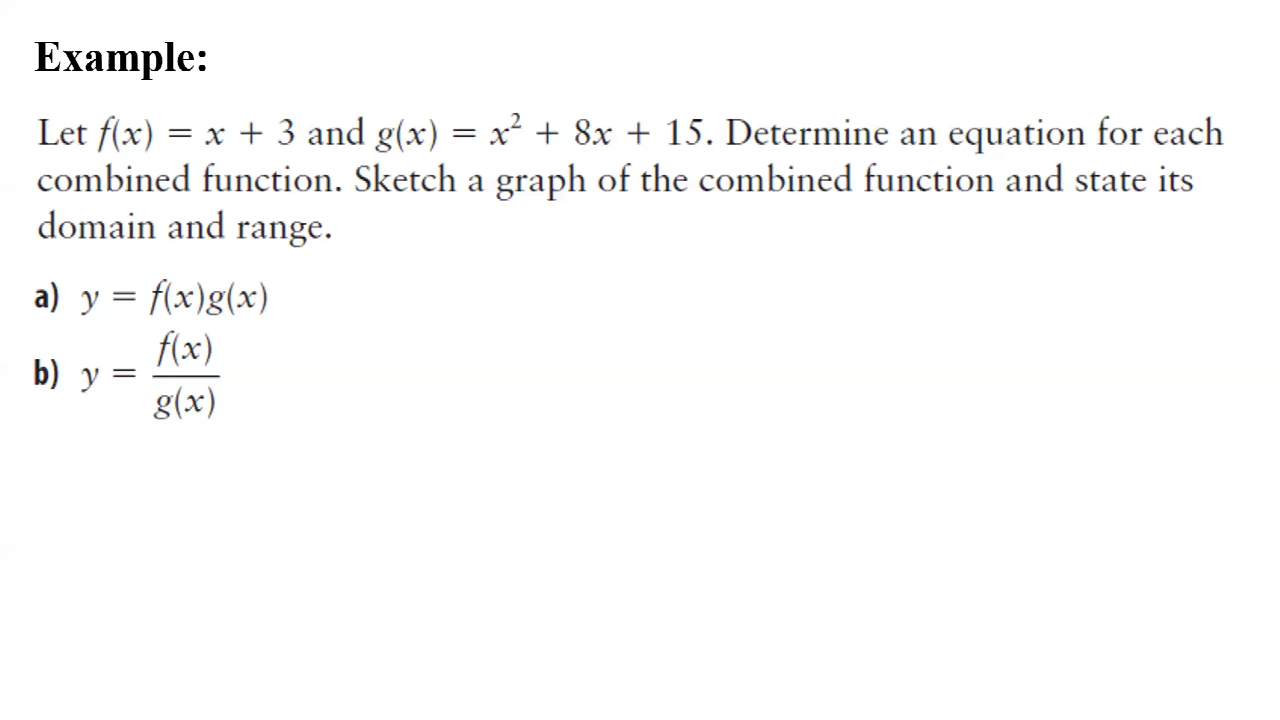 Example:
Let f(x) = x + 3 and g(x) = x² + 8x + 15. Determine an equation for each
combined function. Sketch a graph of the combined function and state its
domain and range.
a) y = f(x)g(x)
b) y = f(x)/g(x)